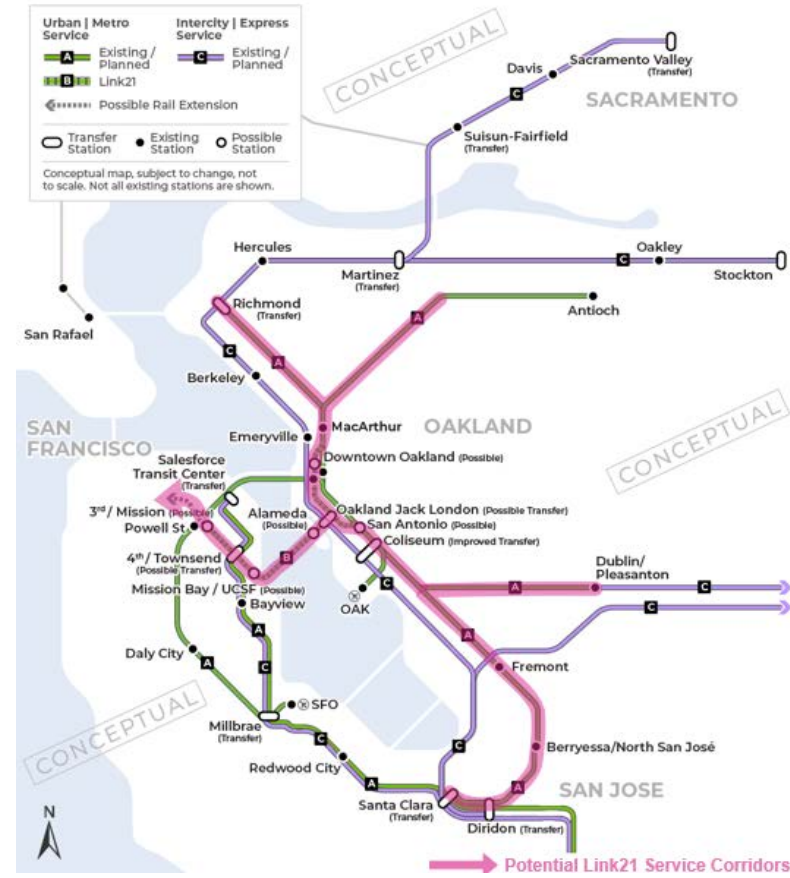 Urban | Metro
Service
Intercity | Express
Service
A
Existing /
Planned
C
Existing /
Planned
B
Link21
Possible Rail Extension
Transfer
Station
Existing
Station
Possible
Station
Conceptual map, subject to change, not
to scale. Not all existing stations are shown.
CONCEPTUAL
Sacramento Valley
(Transfer)
Davis
C
SACRAMENTO
Suisun-Fairfield
(Transfer)
Hercules
Martinez
(Transfer)
C
Oakley
Stockton
Richmond
(Transfer)
A
Antioch
San Rafael
C
A
Berkeley
CONCEPTUAL
MacArthur
OAKLAND
Emeryville
SAN
FRANCISCO
Downtown Oakland (Possible)
Salesforce
Transit Center
(Transfer)
3rd / Mission (Possible)
Powell St
Alameda
(Possible)
Oakland Jack London (Possible Transfer)
San Antonio (Possible)
Coliseum (Improved Transfer)
4th / Townsend
(Possible Transfer)
B
Mission Bay / UCSF (Possible)
Bayview
OAK
C
Dublin/
Pleasanton
A
C
C
A
A
Daly City
A
C
Fremont
SFO
Millbrae
(Transfer)
CONCEPTUAL
C
C
Berryessa/North San José
Redwood City
A
A
SAN JOSE
Santa Clara
(Transfer)
Diridon (Transfer)
N
Potential Link21 Service Corridors